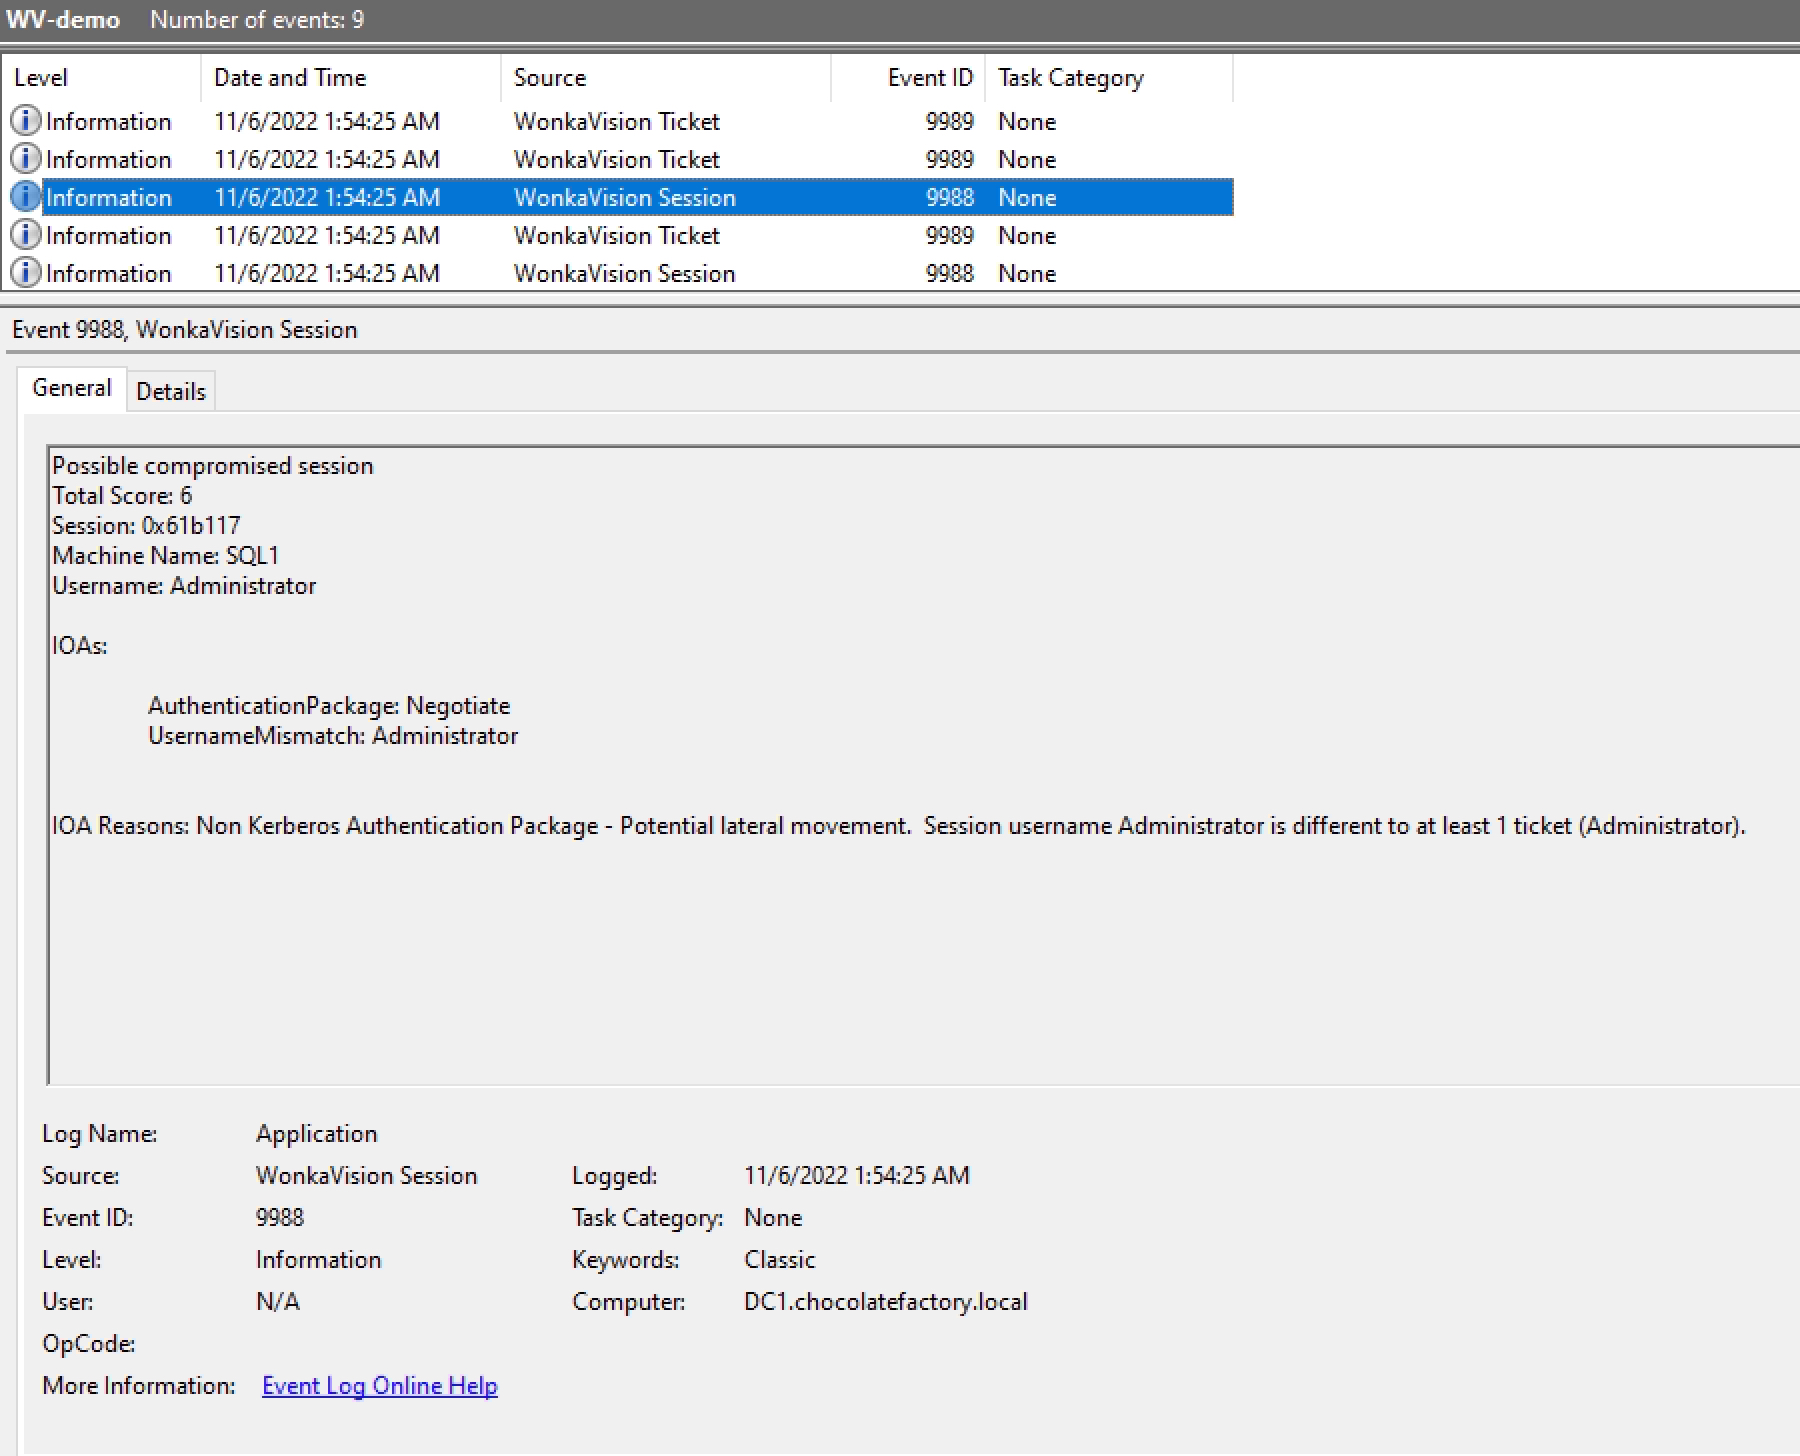 WV-demo Number of events: 9
Level Date and Time Source Event ID Task Category
Information 11/6/2022 1:54:25 AM WonkaVision Ticket 9989 None
Information 11/6/2022 1:54:25 AM WonkaVision Ticket 9989 None
Information 11/6/2022 1:54:25 AM WonkaVision Session 9988 None
Information 11/6/2022 1:54:25 AM WonkaVision Ticket 9989 None
Information 11/6/2022 1:54:25 AM WonkaVision Session 9988 None
Event 9988, WonkaVision Session
General Details
Possible compromised session
Total Score: 6
Session: 0x61b117
Machine Name: SQL1
Username: Administrator
IOAs:
AuthenticationPackage: Negotiate
UsernameMismatch: Administrator
IOA Reasons: Non Kerberos Authentication Package - Potential lateral movement.  Session username Administrator is different to at least 1 ticket (Administrator).
Log Name: Application
Source: WonkaVision Session Logged: 11/6/2022 1:54:25 AM
Event ID: 9988 Task Category: None
Level: Information Keywords: Classic
User: N/A Computer: DC1.chocolatefactory.local
OpCode:
More Information: Event Log Online Help